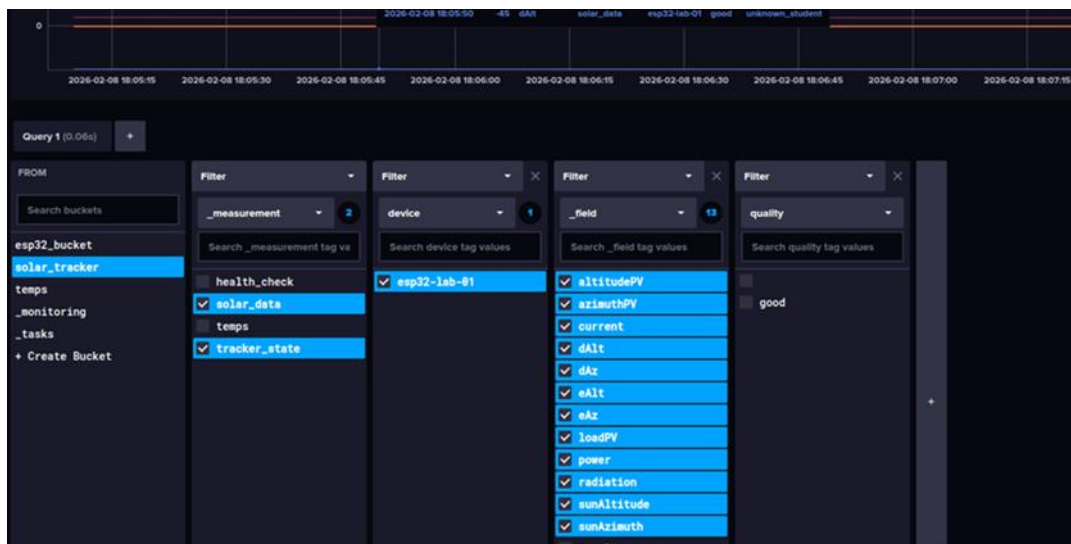 2026-02-08 18:05:50 -45 dAlt solar_data esp32-lab-01 good unknown_student
0
2026-02-08 18:05:15 2026-02-08 18:05:30 2026-02-08 18:05:45 2026-02-08 18:06:00 2026-02-08 18:06:15 2026-02-08 18:06:30 2026-02-08 18:06:45 2026-02-08 18:07:00 2026-02-08 18:07:15
Query 1 (0.06s) +
FROM
Search buckets
esp32_bucket
solar_tracker
temps
_monitoring
_tasks
+ Create Bucket
Filter
_measurement 2
Search _measurement tag va
health_check
solar_data
temps
tracker_state
Filter ×
device 1
Search device tag values
esp32-lab-01
Filter ×
_field 13
Search _field tag values
altitudePV
azimuthPV
current
dAlt
dAz
eAlt
eAz
loadPV
power
radiation
sunAltitude
sunAzimuth
Filter ×
quality
Search quality tag values
good
+